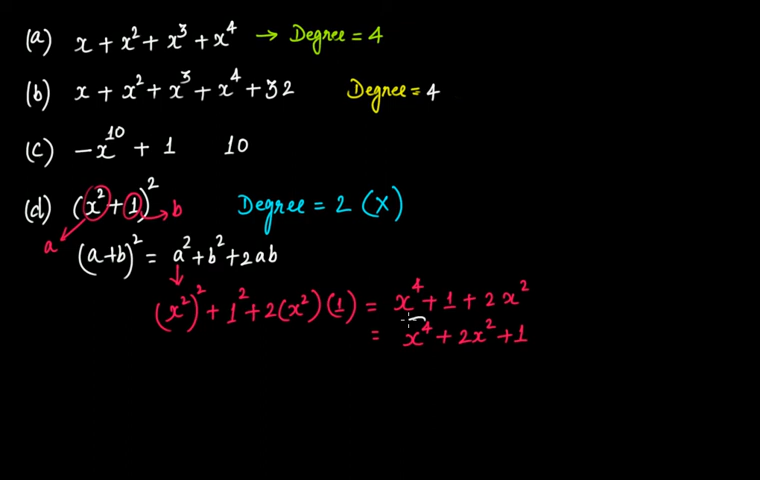 (a) x + x² + x³ + x⁴ → Degree = 4
(b) x + x² + x³ + x⁴ + 32 Degree = 4
(c) -x¹⁰ + 1 10
(d) (x² + 1)² Degree = 2 (X)
a b
(a+b)² = a² + b² + 2ab
(x²)² + 1² + 2(x²)(1) = x⁴ + 1 + 2x²
= x⁴ + 2x² + 1